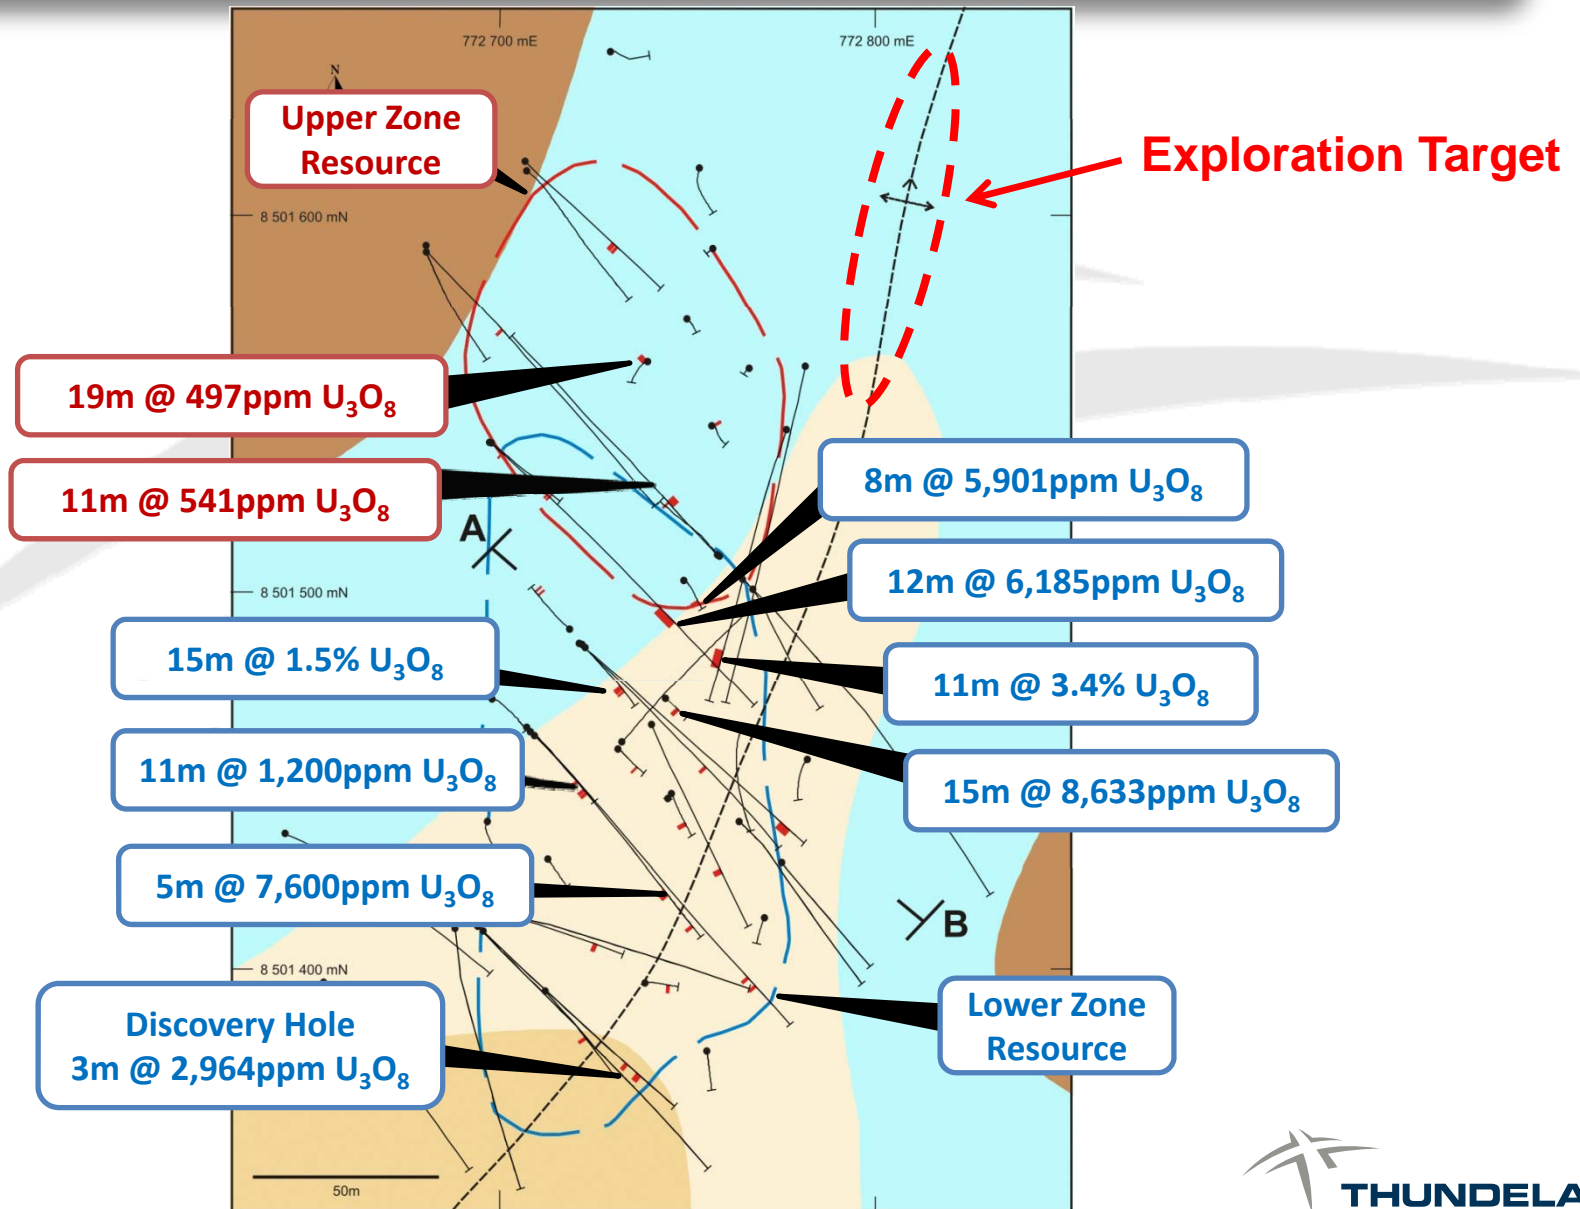 772 700 mE
772 800 mE
N
Upper Zone
Resource
Exploration Target
8 501 600 mN
19m @ 497ppm U₃O₈
11m @ 541ppm U₃O₈
8m @ 5,901ppm U₃O₈
A
12m @ 6,185ppm U₃O₈
8 501 500 mN
15m @ 1.5% U₃O₈
11m @ 3.4% U₃O₈
11m @ 1,200ppm U₃O₈
15m @ 8,633ppm U₃O₈
5m @ 7,600ppm U₃O₈
B
8 501 400 mN
Lower Zone
Resource
Discovery Hole
3m @ 2,964ppm U₃O₈
50m
THUNDELA